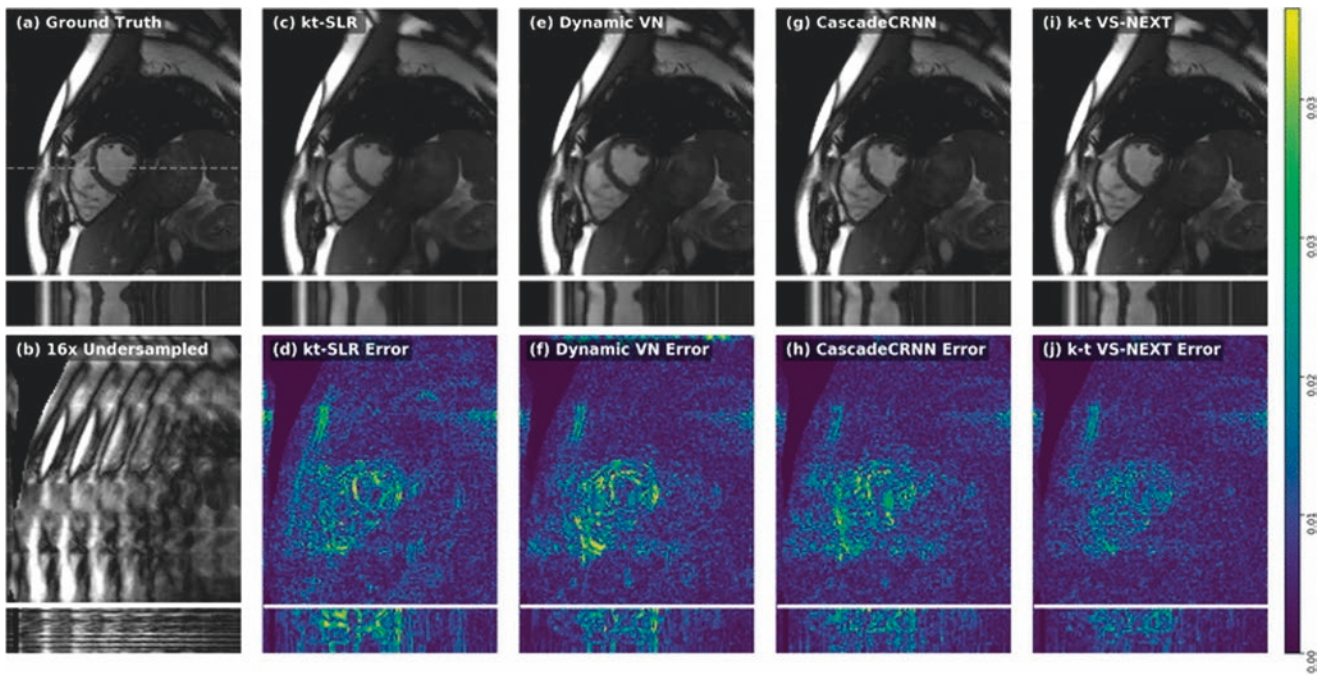 (a) Ground Truth
(c) kt-SLR
(e) Dynamic VN
(g) CascadeCRNN
(i) k-t VS-NEXT
(b) 16x Undersampled
(d) kt-SLR Error
(f) Dynamic VN Error
(h) CascadeCRNN Error
(j) k-t VS-NEXT Error
0.03
0.03
0.02
0.01
0.00